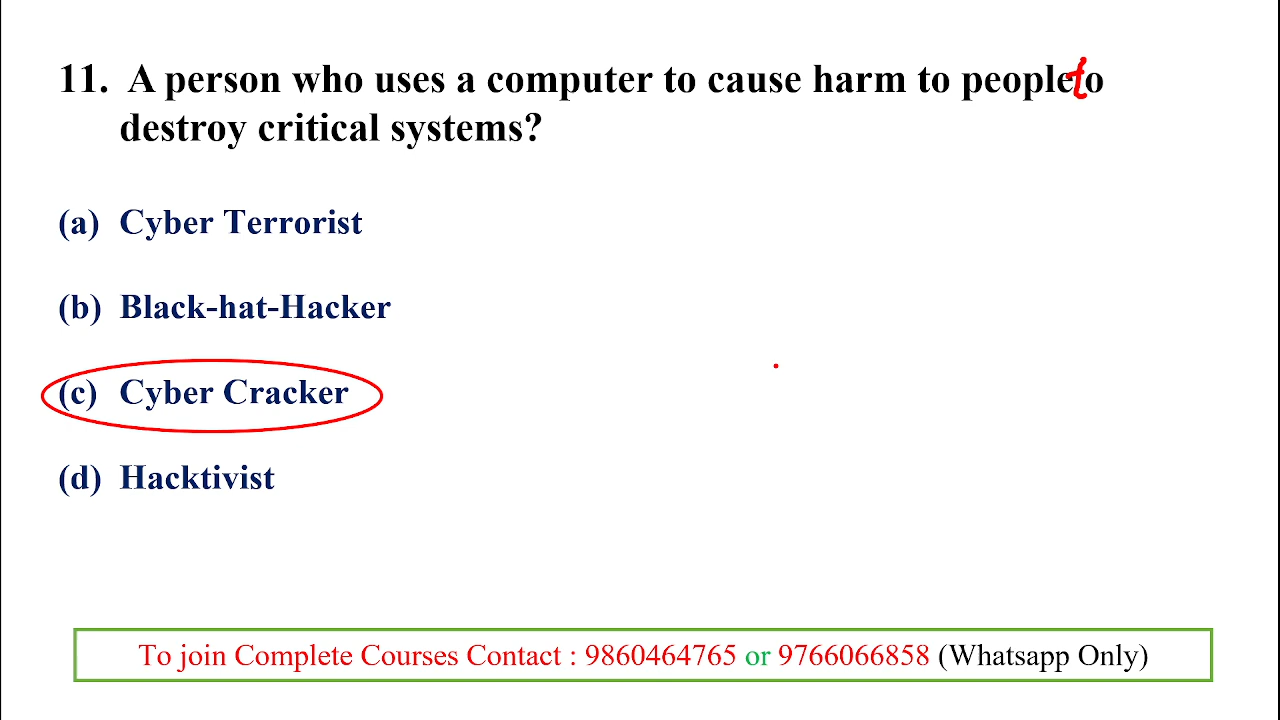 11. A person who uses a computer to cause harm to people to
destroy critical systems?
(a) Cyber Terrorist
(b) Black-hat-Hacker
(c) Cyber Cracker
(d) Hacktivist
To join Complete Courses Contact : 9860464765 or 9766066858 (Whatsapp Only)